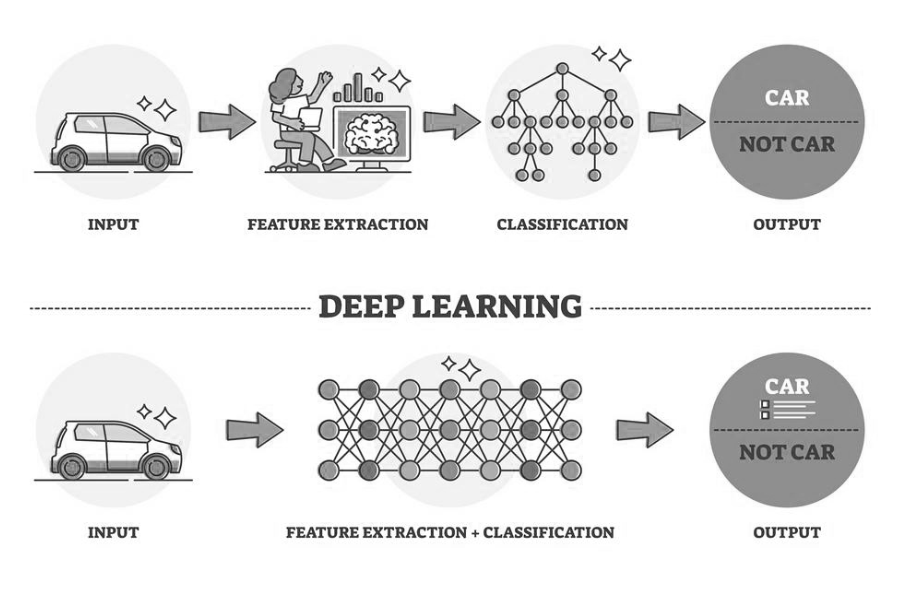 CAR
NOT CAR
INPUT
FEATURE EXTRACTION
CLASSIFICATION
OUTPUT
DEEP LEARNING
CAR
NOT CAR
INPUT
FEATURE EXTRACTION + CLASSIFICATION
OUTPUT